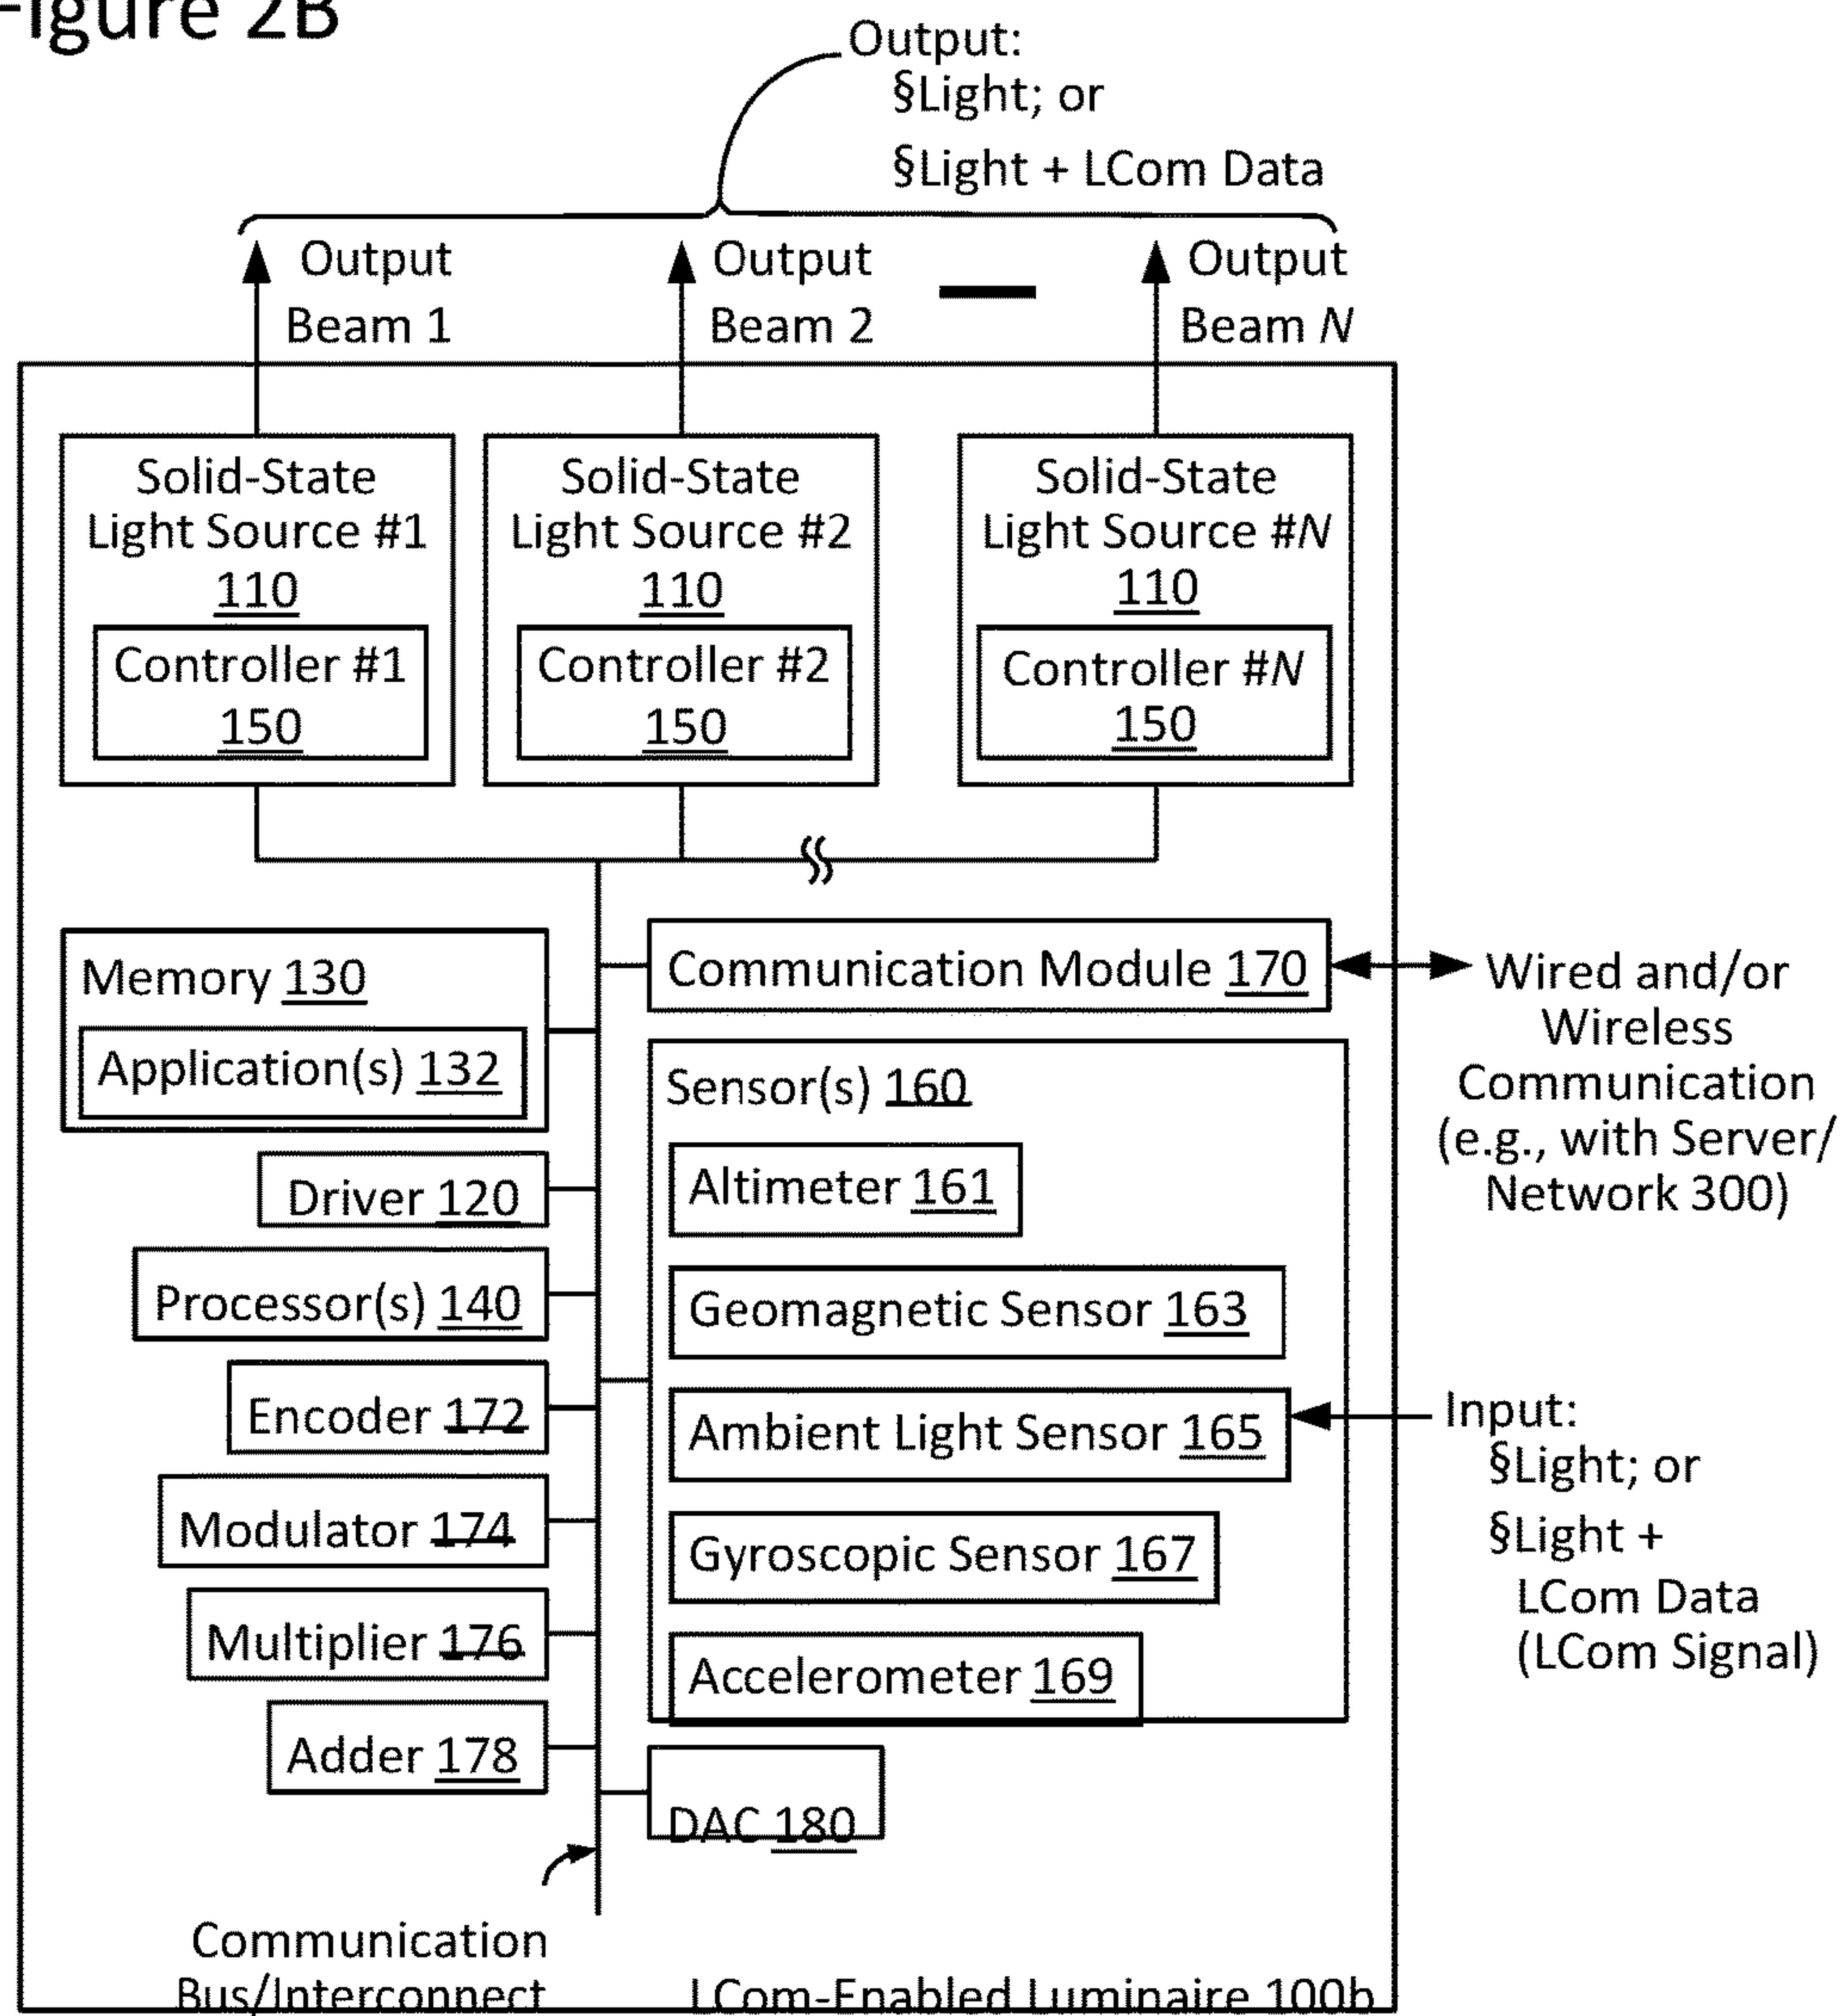 Figure 2B
Output:
§Light; or
§Light + LCom Data
Output
Beam 1
Output
Beam 2
Output
Beam N
Solid-State
Light Source #1
110
Controller #1
150
Solid-State
Light Source #2
110
Controller #2
150
Solid-State
Light Source #N
110
Controller #N
150
Memory 130
Application(s) 132
Driver 120
Processor(s) 140
Encoder 172
Modulator 174
Multiplier 176
Adder 178
Communication Module 170
Sensor(s) 160
Altimeter 161
Geomagnetic Sensor 163
Ambient Light Sensor 165
Gyroscopic Sensor 167
Accelerometer 169
DAC 180
Wired and/or
Wireless
Communication
(e.g., with Server/
Network 300)
Input:
§Light; or
§Light +
LCom Data
(LCom Signal)
Communication
Bus/Interconnect
LCom-Enabled Luminaire 100b